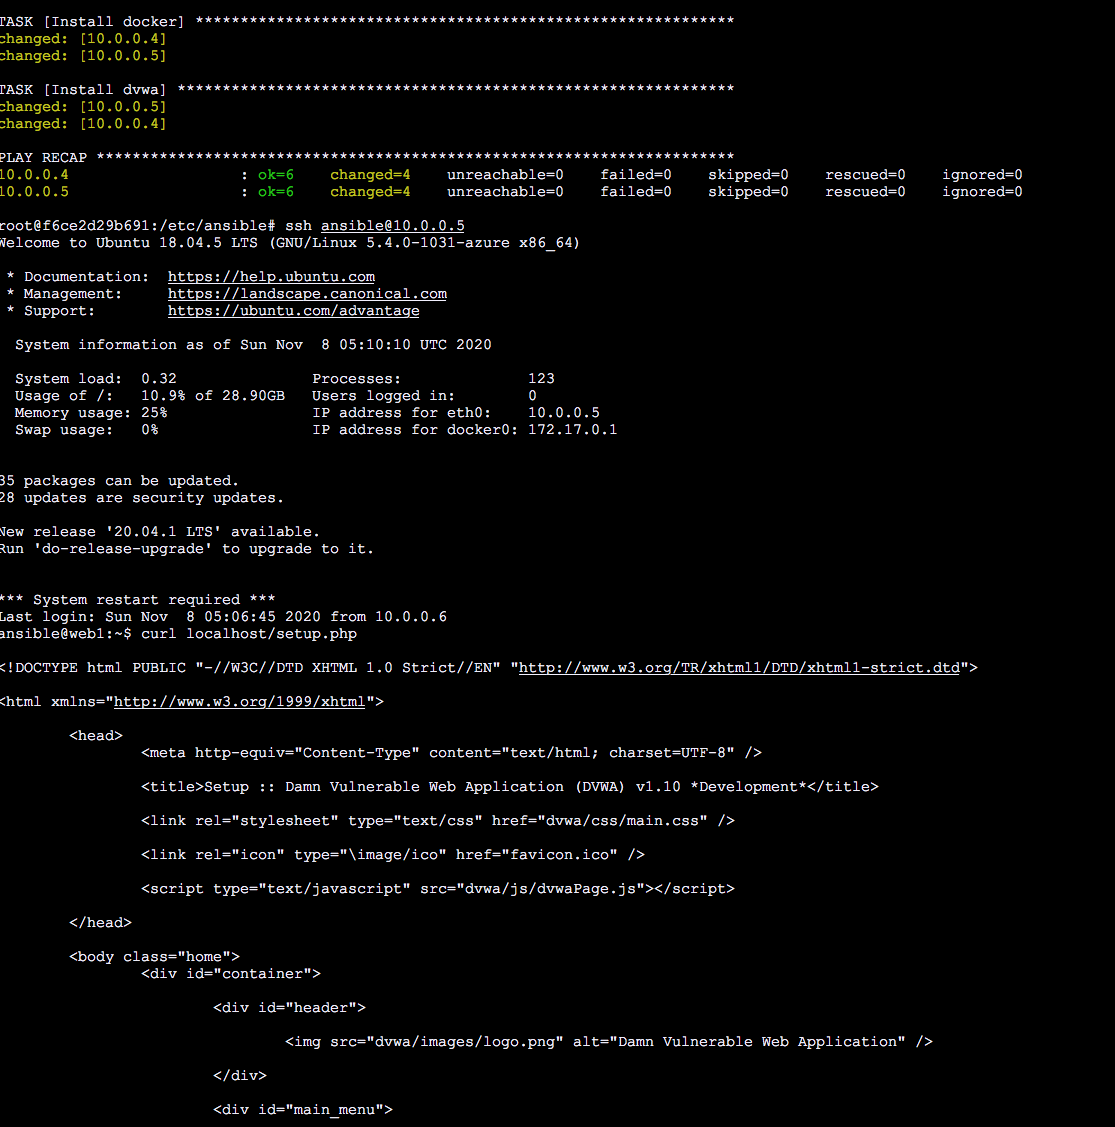 TASK [Install docker] ************************************************************
changed: [10.0.0.4]
changed: [10.0.0.5]
TASK [Install dvwa] **************************************************************
changed: [10.0.0.5]
changed: [10.0.0.4]
PLAY RECAP ***********************************************************************
10.0.0.4                   : ok=6    changed=4    unreachable=0    failed=0    skipped=0    rescued=0    ignored=0
10.0.0.5                   : ok=6    changed=4    unreachable=0    failed=0    skipped=0    rescued=0    ignored=0
root@f6ce2d29b691:/etc/ansible# ssh ansible@10.0.0.5
Welcome to Ubuntu 18.04.5 LTS (GNU/Linux 5.4.0-1031-azure x86_64)
 * Documentation:  https://help.ubuntu.com
 * Management:     https://landscape.canonical.com
 * Support:        https://ubuntu.com/advantage
  System information as of Sun Nov  8 05:10:10 UTC 2020
  System load:  0.32               Processes:              123
  Usage of /:   10.9% of 28.90GB   Users logged in:        0
  Memory usage: 25%                IP address for eth0:    10.0.0.5
  Swap usage:   0%                 IP address for docker0: 172.17.0.1
35 packages can be updated.
28 updates are security updates.
New release '20.04.1 LTS' available.
Run 'do-release-upgrade' to upgrade to it.
*** System restart required ***
Last login: Sun Nov  8 05:06:45 2020 from 10.0.0.6
ansible@web1:~$ curl localhost/setup.php
<!DOCTYPE html PUBLIC "-//W3C//DTD XHTML 1.0 Strict//EN" "http://www.w3.org/TR/xhtml1/DTD/xhtml1-strict.dtd">
<html xmlns="http://www.w3.org/1999/xhtml">
        <head>
                <meta http-equiv="Content-Type" content="text/html; charset=UTF-8" />
                <title>Setup :: Damn Vulnerable Web Application (DVWA) v1.10 *Development*</title>
                <link rel="stylesheet" type="text/css" href="dvwa/css/main.css" />
                <link rel="icon" type="\image/ico" href="favicon.ico" />
                <script type="text/javascript" src="dvwa/js/dvwaPage.js"></script>
        </head>
        <body class="home">
                <div id="container">
                        <div id="header">
                                <img src="dvwa/images/logo.png" alt="Damn Vulnerable Web Application" />
                        </div>
                        <div id="main_menu">